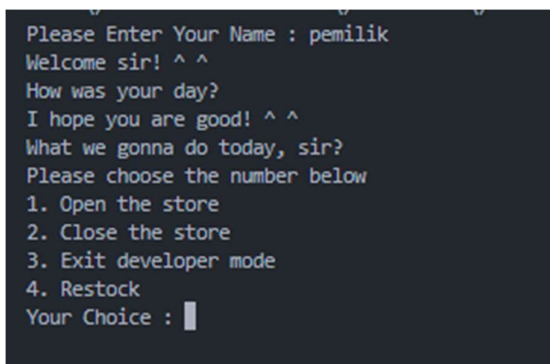 Please Enter Your Name : pemilik
Welcome sir! ^ ^
How was your day?
I hope you are good! ^ ^
What we gonna do today, sir?
Please choose the number below
1. Open the store
2. Close the store
3. Exit developer mode
4. Restock
Your Choice :